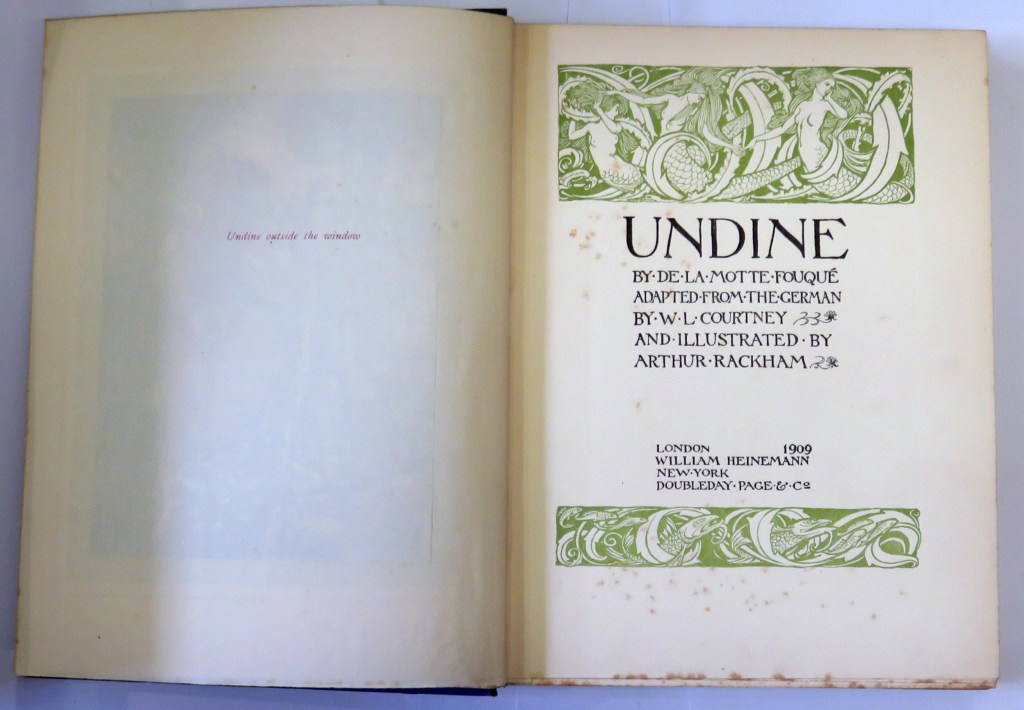 Undine outside the window
UNDINE
BY·DE·LA·MOTTE·FOUQUÉ
ADAPTED·FROM·THE·GERMAN
BY·W·L·COURTNEY
AND·ILLUSTRATED·BY
ARTHUR·RACKHAM
LONDON 1909
WILLIAM HEINEMANN
NEW·YORK
DOUBLEDAY·PAGE·&·Co